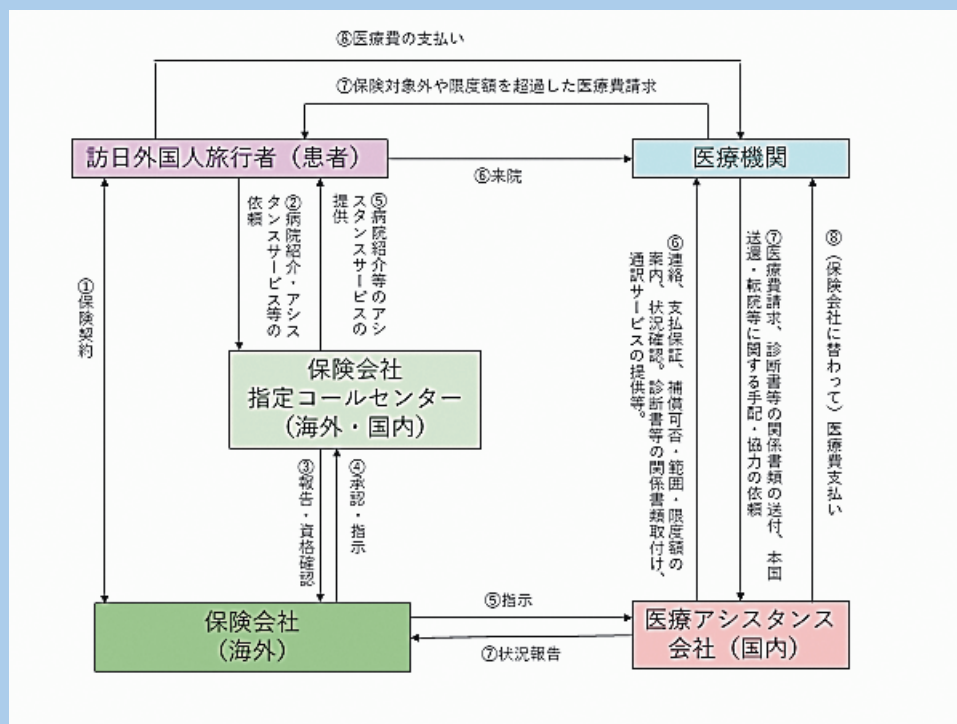 ⑧医療費の支払い
⑦保険対象外や限度額を超過した医療費請求
訪日外国人旅行者（患者）
医療機関
⑥来院
①保険契約
②病院紹介・アシス
タンスサービス等の
依頼
⑤病院紹介等のアシ
スタンスサービスの
提供
⑥連絡、支払保証、補償可否・範囲・限度額の
案内、状況確認。診断書等の関係書類取付け、
通訳サービスの提供等。
⑦医療費請求、診断書等の関係書類の送付、本国
送還・転院等に関する手配・協力の依頼
⑧（保険会社に替わって）医療費支払い
保険会社
指定コールセンター
（海外・国内）
③報告・資格確認
④承認・指示
保険会社
（海外）
⑤指示
⑦状況報告
医療アシスタンス
会社（国内）